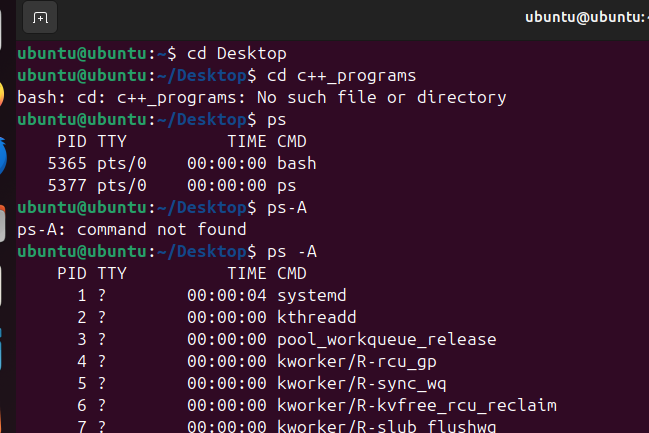 ubuntu@ubuntu:
ubuntu@ubuntu:~$ cd Desktop
ubuntu@ubuntu:~/Desktop$ cd c++_programs
bash: cd: c++_programs: No such file or directory
ubuntu@ubuntu:~/Desktop$ ps
    PID TTY          TIME CMD
   5365 pts/0    00:00:00 bash
   5377 pts/0    00:00:00 ps
ubuntu@ubuntu:~/Desktop$ ps-A
ps-A: command not found
ubuntu@ubuntu:~/Desktop$ ps -A
    PID TTY          TIME CMD
      1 ?        00:00:04 systemd
      2 ?        00:00:00 kthreadd
      3 ?        00:00:00 pool_workqueue_release
      4 ?        00:00:00 kworker/R-rcu_gp
      5 ?        00:00:00 kworker/R-sync_wq
      6 ?        00:00:00 kworker/R-kvfree_rcu_reclaim
      7 ?        00:00:00 kworker/R-slub_flushwq